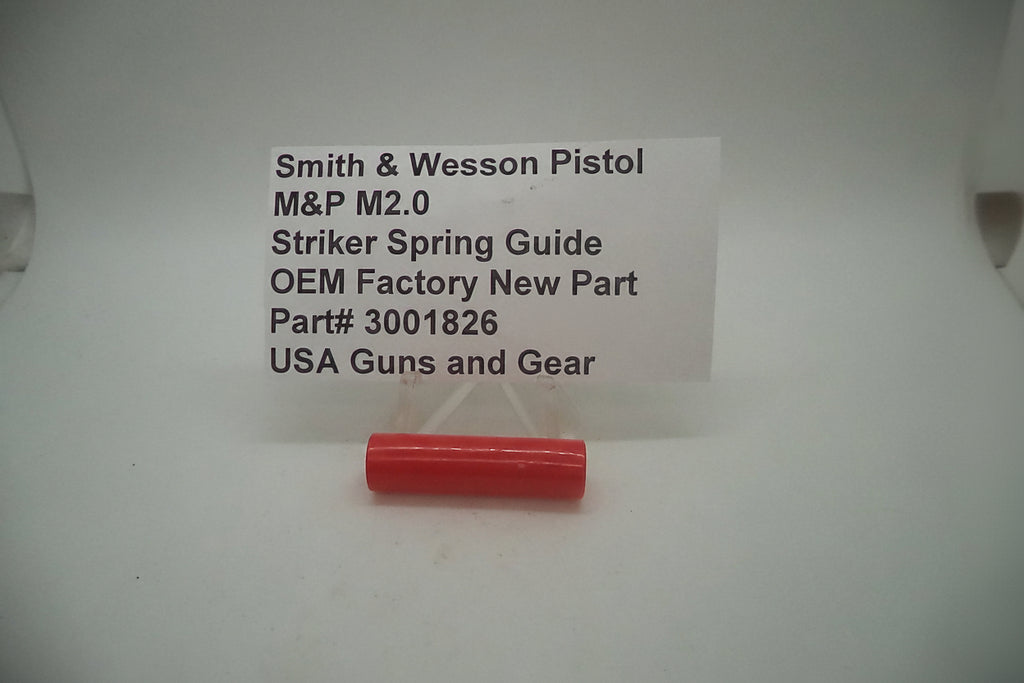 Smith & Wesson Pistol
M&P M2.0
Striker Spring Guide
OEM Factory New Part
Part# 3001826
USA Guns and Gear